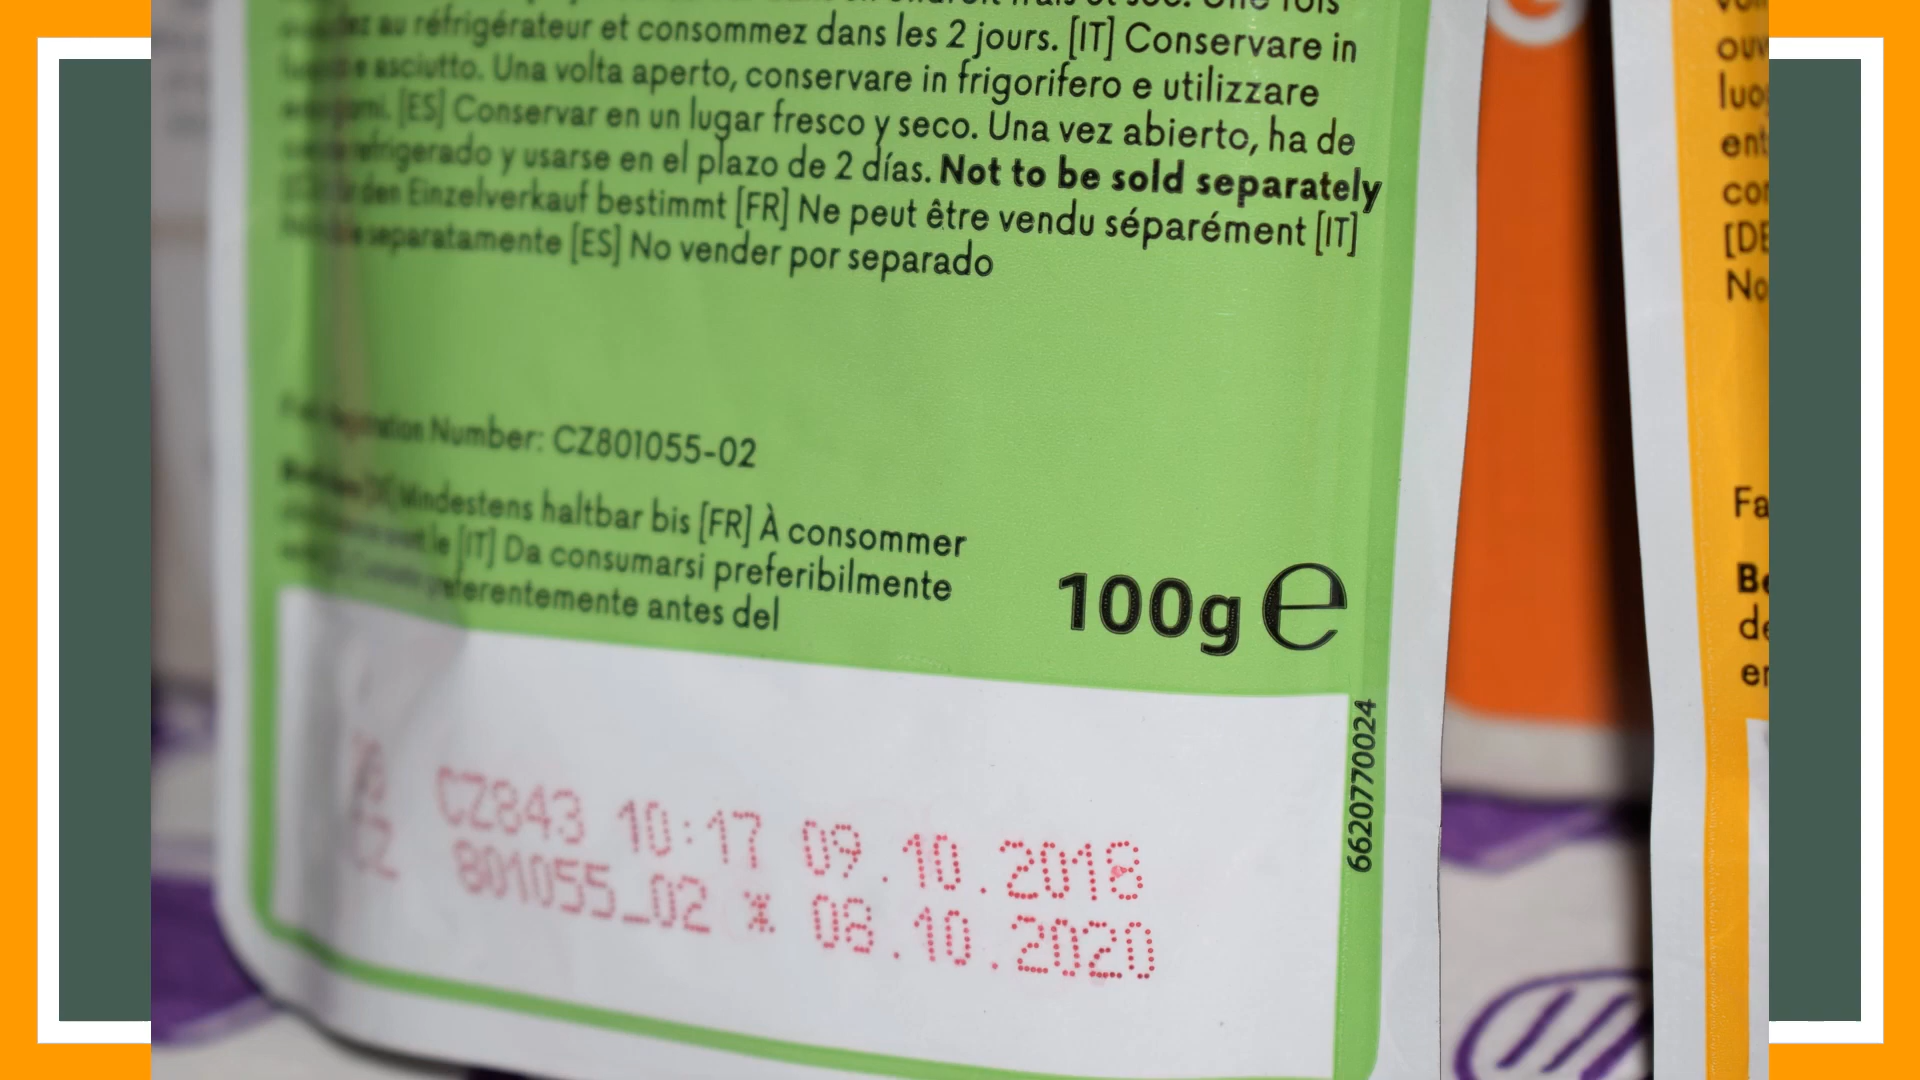 au réfrigérateur et consommez dans les 2 jours. [IT] Conservare in
e asciutto. Una volta aperto, conservare in frigorifero e utilizzare
[ES] Conservar en un lugar fresco y seco. Una vez abierto, ha de
refrigerado y usarse en el plazo de 2 días. Not to be sold separately
den Einzelverkauf bestimmt [FR] Ne peut être vendu séparément [IT]
separatamente [ES] No vender por separado
Number: CZ801055-02
Mindestens haltbar bis [FR] À consommer
le [IT] Da consumarsi preferibilmente
preferentemente antes del
100g e
6620770024
CZ843 10:17 09.10.2018
CZ 801055_02 * 08.10.2020